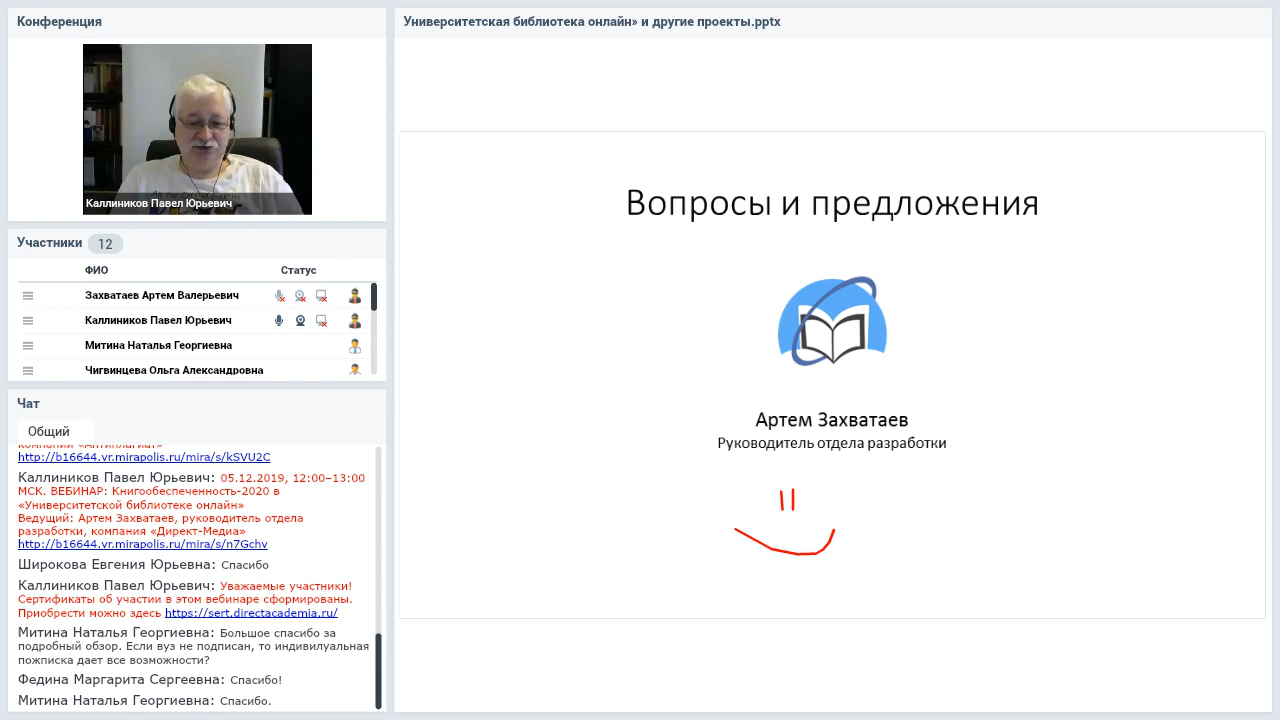 Конференция
Каллиников Павел Юрьевич
Участники 12
ФИО Статус
Захватаев Артем Валерьевич
Каллиников Павел Юрьевич
Митина Наталья Георгиевна
Чигвинцева Ольга Александровна
Чат
Общий
компании «Антиплагиат»
http://b16644.vr.mirapolis.ru/mira/s/kSVU2C
Каллиников Павел Юрьевич: 05.12.2019, 12:00–13:00
МСК. ВЕБИНАР: Книгообеспеченность-2020 в
«Университетской библиотеке онлайн»
Ведущий: Артем Захватаев, руководитель отдела
разработки, компания «Директ-Медиа»
http://b16644.vr.mirapolis.ru/mira/s/n7Gchv
Широкова Евгения Юрьевна: Спасибо
Каллиников Павел Юрьевич: Уважаемые участники!
Сертификаты об участии в этом вебинаре сформированы.
Приобрести можно здесь https://sert.directacademia.ru/
Митина Наталья Георгиевна: Большое спасибо за
подробный обзор. Если вуз не подписан, то индивилуальная
пожписка дает все возможности?
Федина Маргарита Сергеевна: Спасибо!
Митина Наталья Георгиевна: Спасибо.
Университетская библиотека онлайн» и другие проекты.pptx
Вопросы и предложения
Артем Захватаев
Руководитель отдела разработки